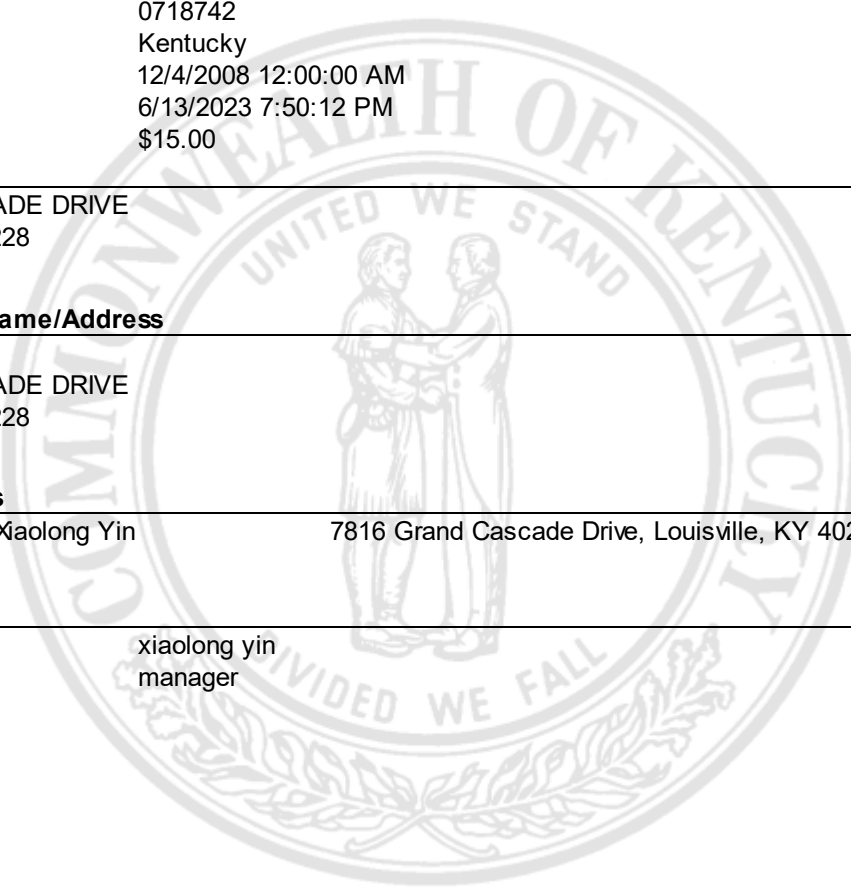 0718742
Kentucky
12/4/2008 12:00:00 AM
6/13/2023 7:50:12 PM
$15.00
ADE DRIVE
228
ame/Address
ADE DRIVE
228
s
Xiaolong Yin 7816 Grand Cascade Drive, Louisville, KY 402
xiaolong yin
manager
COMMONWEALTH OF KENTUCKY
UNITED WE STAND
DIVIDED WE FALL